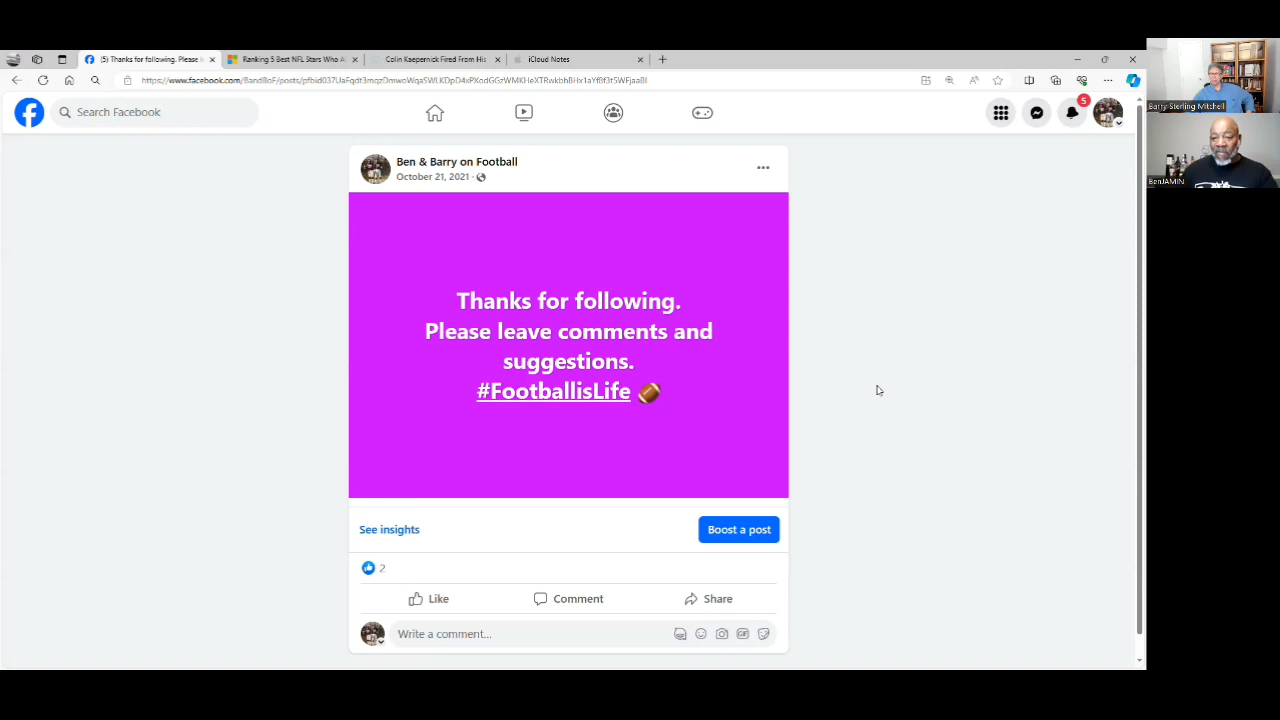 (5) Thanks for following. Please l
Ranking 5 Best NFL Stars Who A
Colin Kaepernick Fired From His
iCloud Notes
Search Facebook
5
Ben & Barry on Football
October 21, 2021
Thanks for following.
Please leave comments and
suggestions.
#FootballisLife
See insights
Boost a post
2
Like
Comment
Share
Write a comment...
GIF
Barry Sterling Mitchell
BenJAMIN